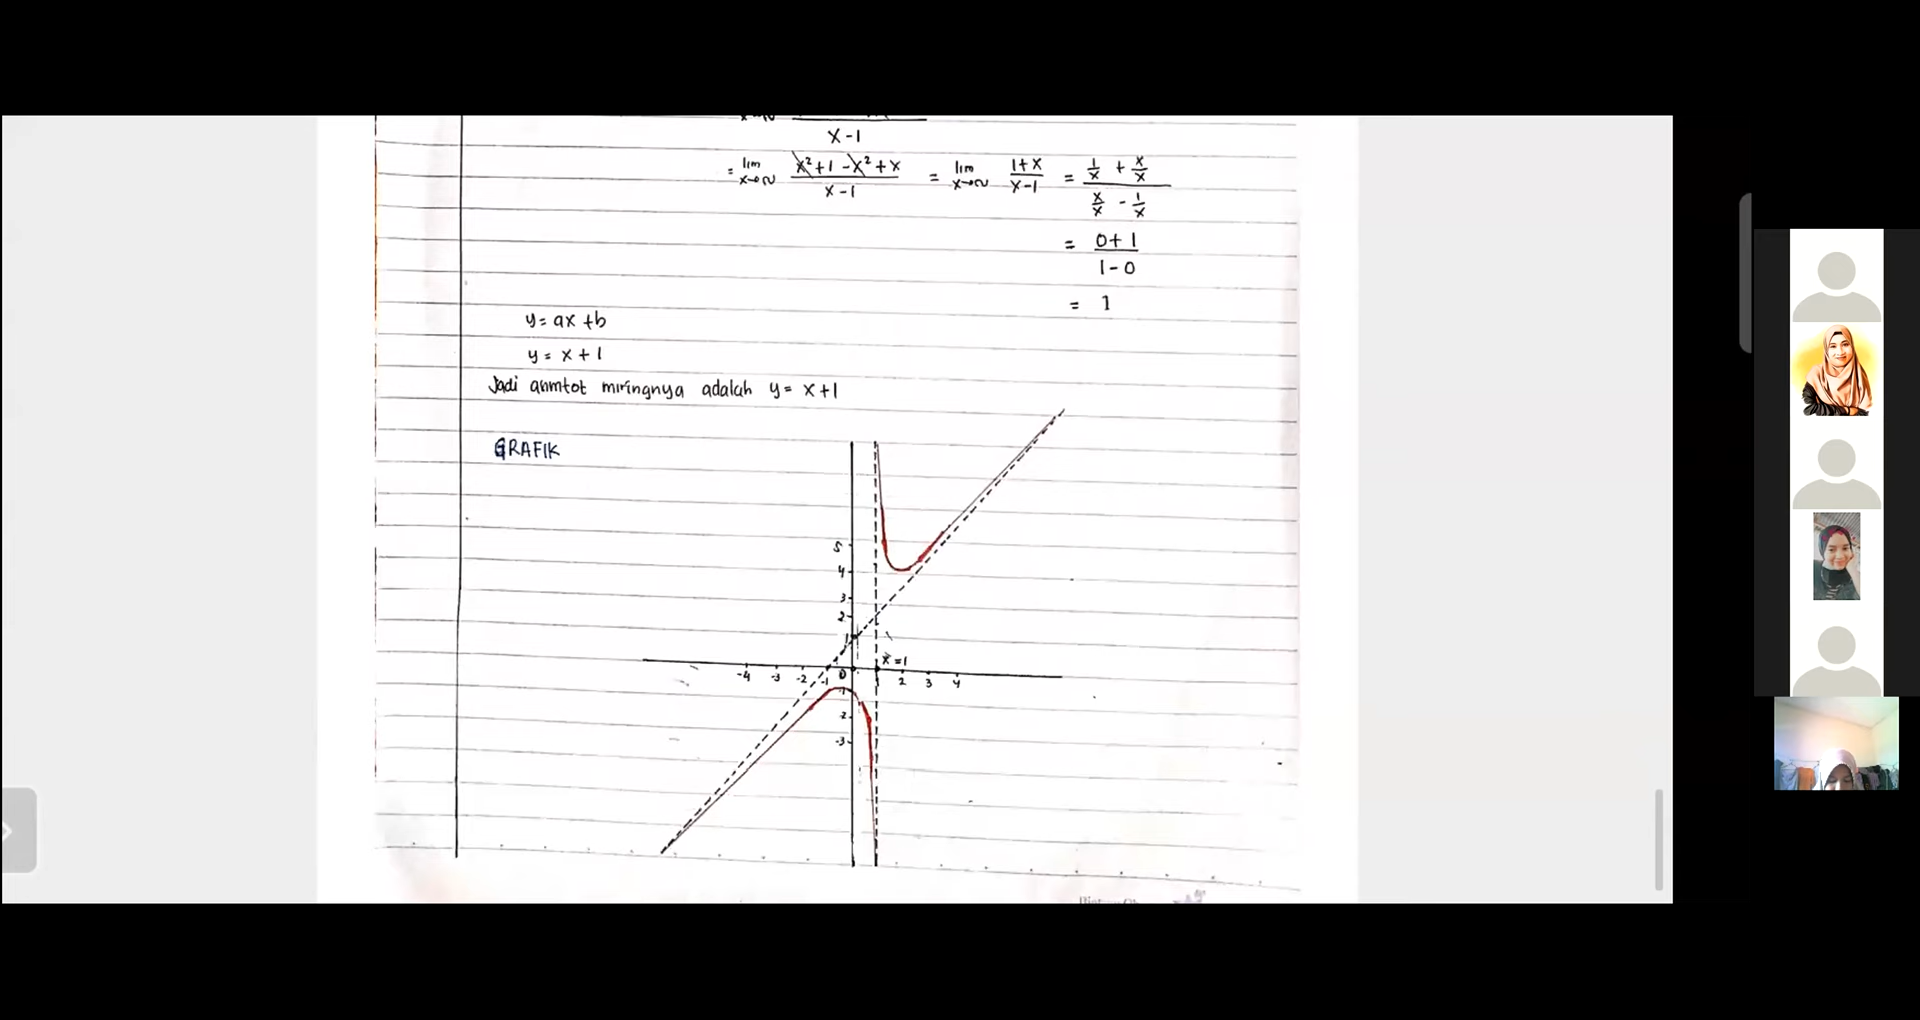 x - 1
= lim x→∞ x²+1 - x²+x / x - 1 = lim x→∞ 1+x / x-1 = 1/x + x/x / x/x - 1/x
= 0+1 / 1-0
= 1
y = ax + b
y = x + 1
Jadi asimtot miringnya adalah y = x+1
GRAFIK
5
4
3
2
1
x=1
-4 -3 -2 -1 0 1 2 3 4
-1
-2
-3